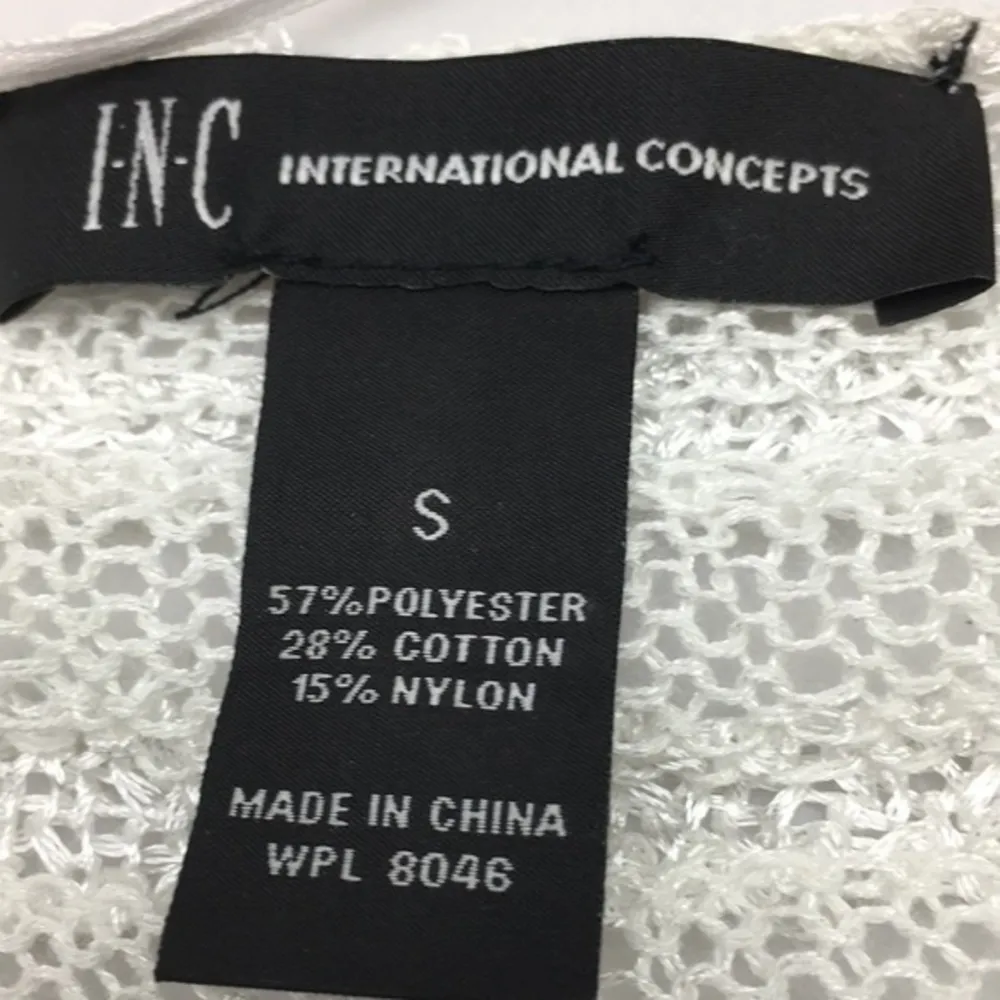 I-N-C INTERNATIONAL CONCEPTS
S
57%POLYESTER
28% COTTON
15% NYLON
MADE IN CHINA
WPL 8046